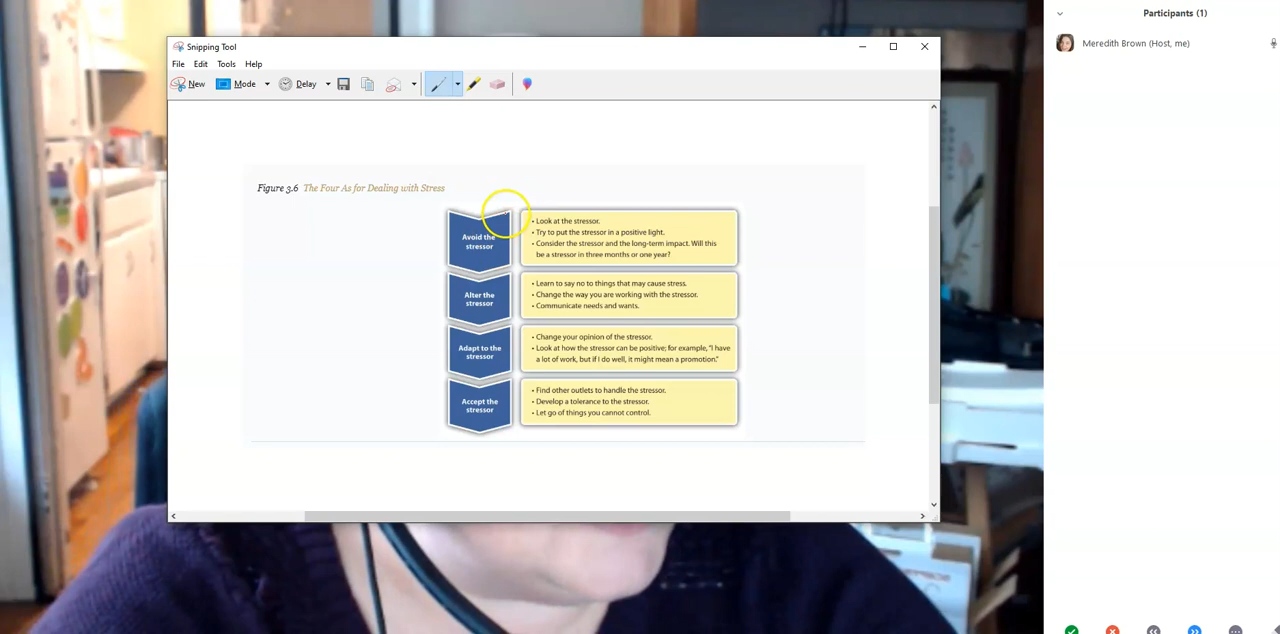 Snipping Tool
File Edit Tools Help
New Mode Delay
Figure 3.6 The Four As for Dealing with Stress
Avoid the
stressor
• Look at the stressor.
• Try to put the stressor in a positive light.
• Consider the stressor and the long-term impact. Will this
be a stressor in three months or one year?
Alter the
stressor
• Learn to say no to things that may cause stress.
• Change the way you are working with the stressor.
• Communicate needs and wants.
Adapt to the
stressor
• Change your opinion of the stressor.
• Look at how the stressor can be positive; for example, “I have
a lot of work, but if I do well, it might mean a promotion.”
Accept the
stressor
• Find other outlets to handle the stressor.
• Develop a tolerance to the stressor.
• Let go of things you cannot control.
Participants (1)
Meredith Brown (Host, me)